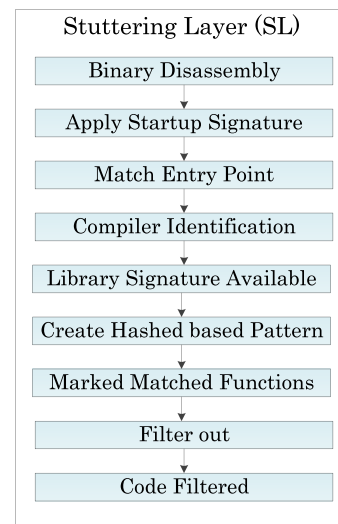 Stuttering Layer (SL)
Binary Disassembly
Apply Startup Signature
Match Entry Point
Compiler Identification
Library Signature Available
Create Hashed based Pattern
Marked Matched Functions
Filter out
Code Filtered